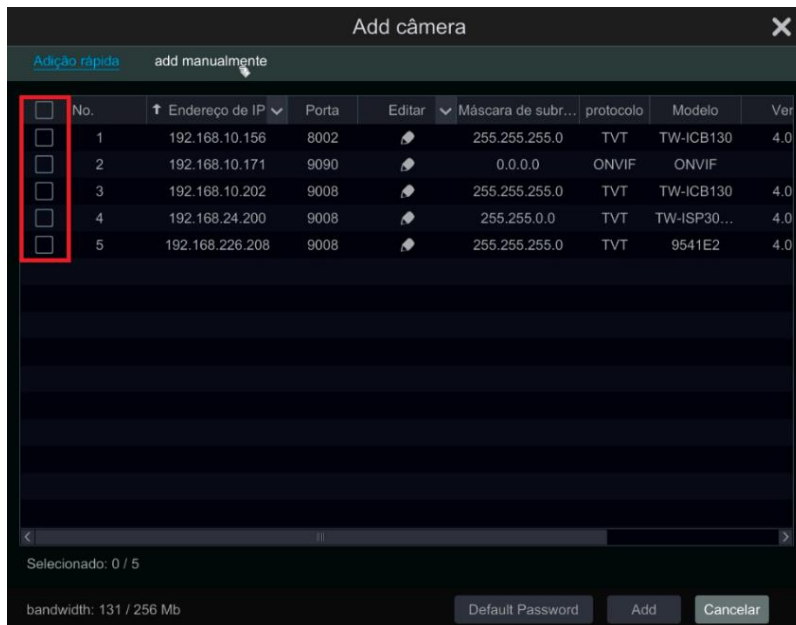 Add câmera
Adição rápida add manualmente
No. Endereço de IP Porta Editar Máscara de subr... protocolo Modelo Ver
1 192.168.10.156 8002 255.255.255.0 TVT TW-ICB130 4.0
2 192.168.10.171 9090 0.0.0.0 ONVIF ONVIF
3 192.168.10.202 9008 255.255.255.0 TVT TW-ICB130 4.0
4 192.168.24.200 9008 255.255.0.0 TVT TW-ISP30... 4.0
5 192.168.226.208 9008 255.255.255.0 TVT 9541E2 4.0
Selecionado: 0 / 5
bandwidth: 131 / 256 Mb Default Password Add Cancelar